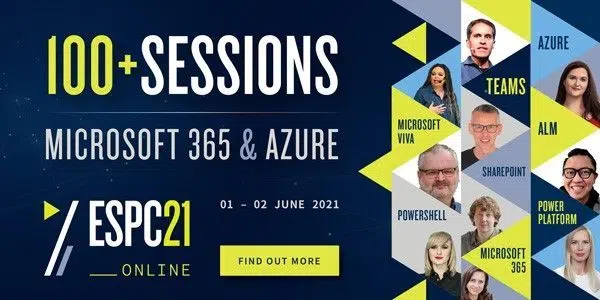 100+SESSIONS
MICROSOFT 365 & AZURE
ESPC21
ONLINE
01 – 02 JUNE 2021
FIND OUT MORE
AZURE
TEAMS
MICROSOFT
VIVA
ALM
SHAREPOINT
POWERSHELL
POWER
PLATFORM
MICROSOFT
365